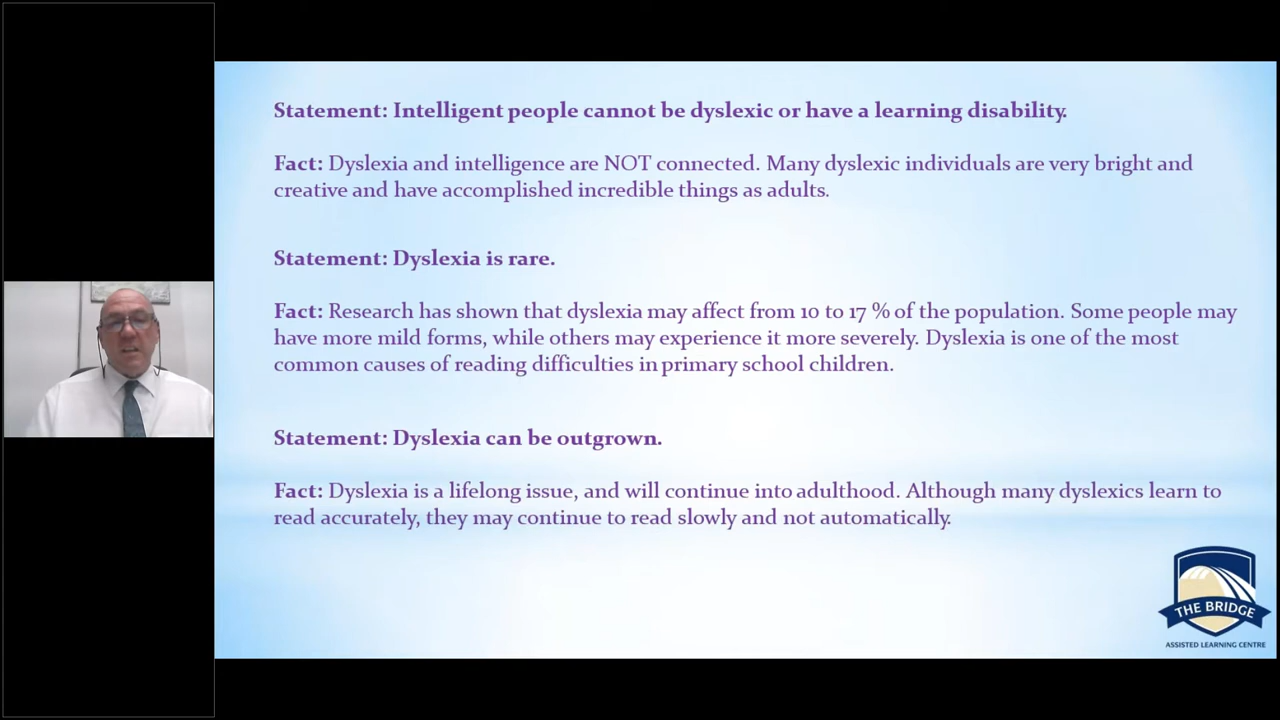 Statement: Intelligent people cannot be dyslexic or have a learning disability.
Fact: Dyslexia and intelligence are NOT connected. Many dyslexic individuals are very bright and
creative and have accomplished incredible things as adults.
Statement: Dyslexia is rare.
Fact: Research has shown that dyslexia may affect from 10 to 17 % of the population. Some people may
have more mild forms, while others may experience it more severely. Dyslexia is one of the most
common causes of reading difficulties in primary school children.
Statement: Dyslexia can be outgrown.
Fact: Dyslexia is a lifelong issue, and will continue into adulthood. Although many dyslexics learn to
read accurately, they may continue to read slowly and not automatically.
THE BRIDGE
ASSISTED LEARNING CENTRE